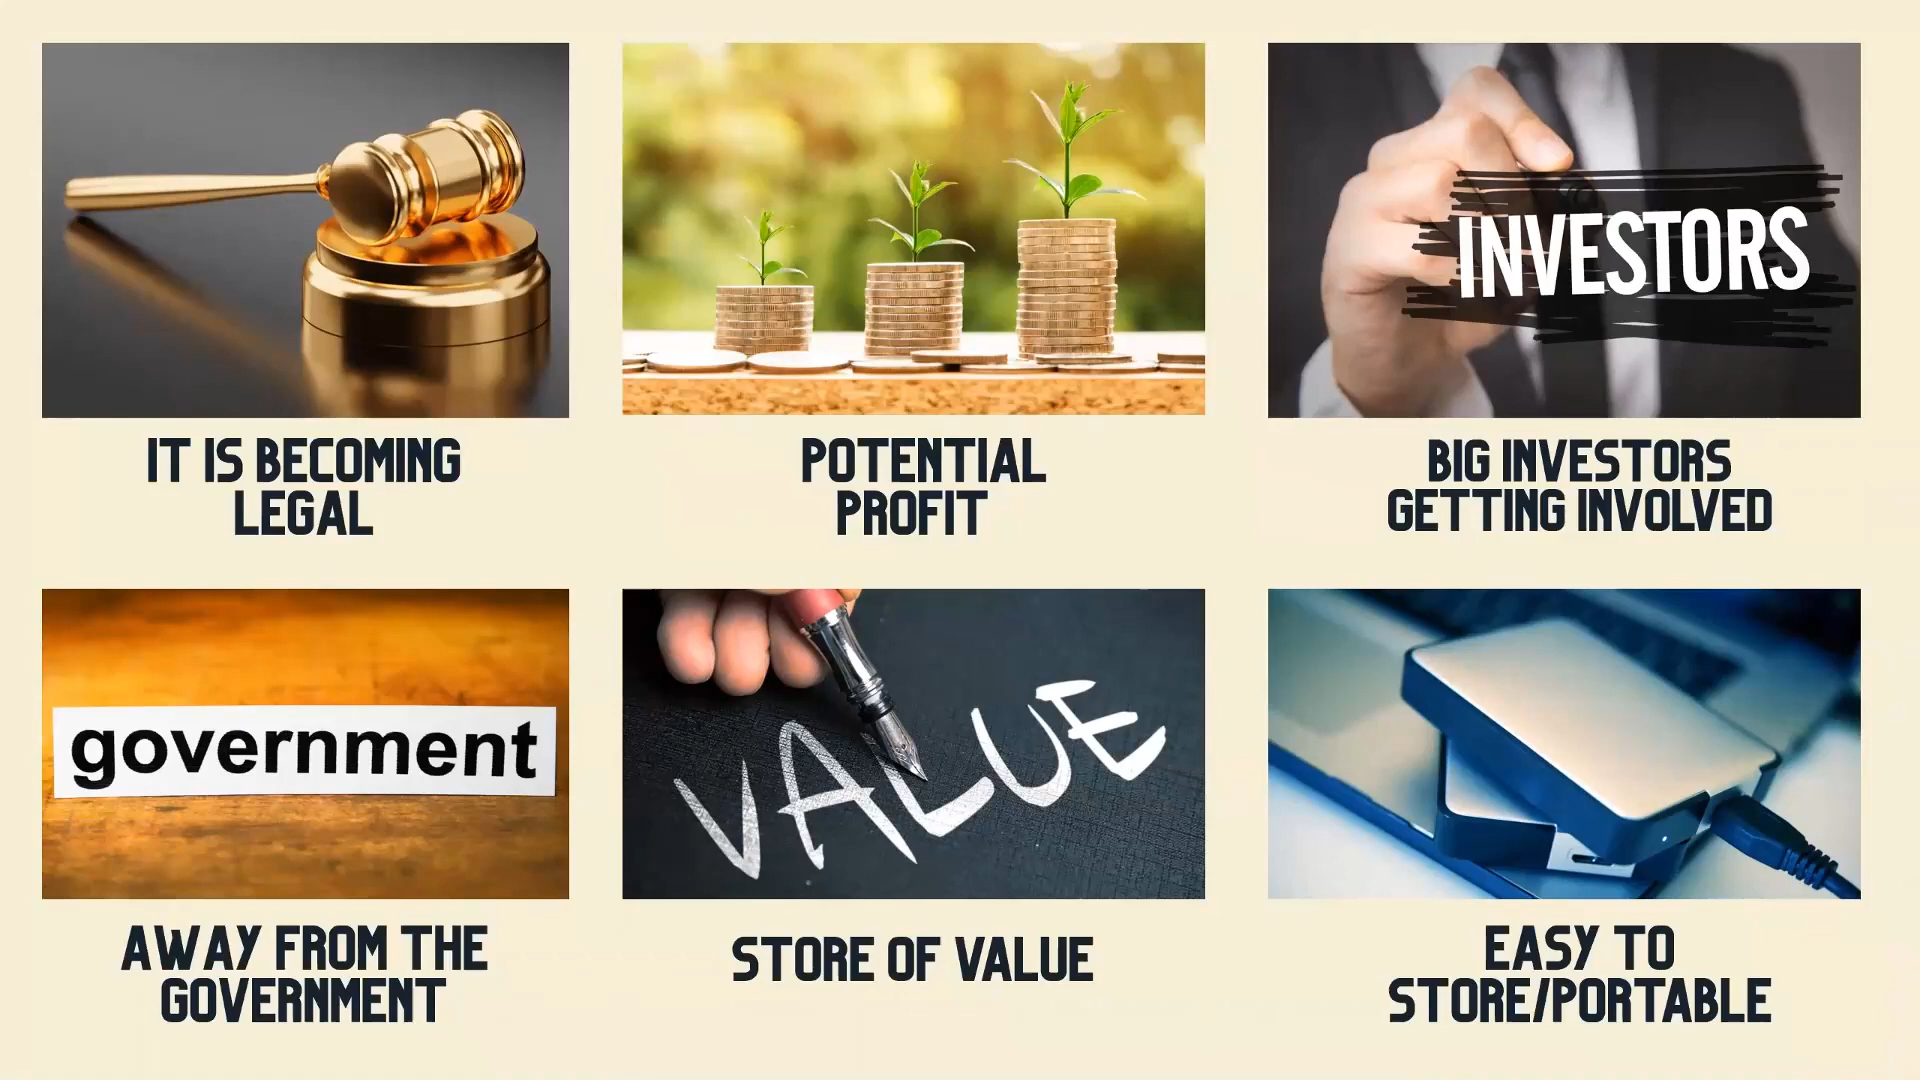 INVESTORS
IT IS BECOMING
LEGAL
POTENTIAL
PROFIT
BIG INVESTORS
GETTING INVOLVED
government
VALUE
AWAY FROM THE
GOVERNMENT
STORE OF VALUE
EASY TO
STORE/PORTABLE